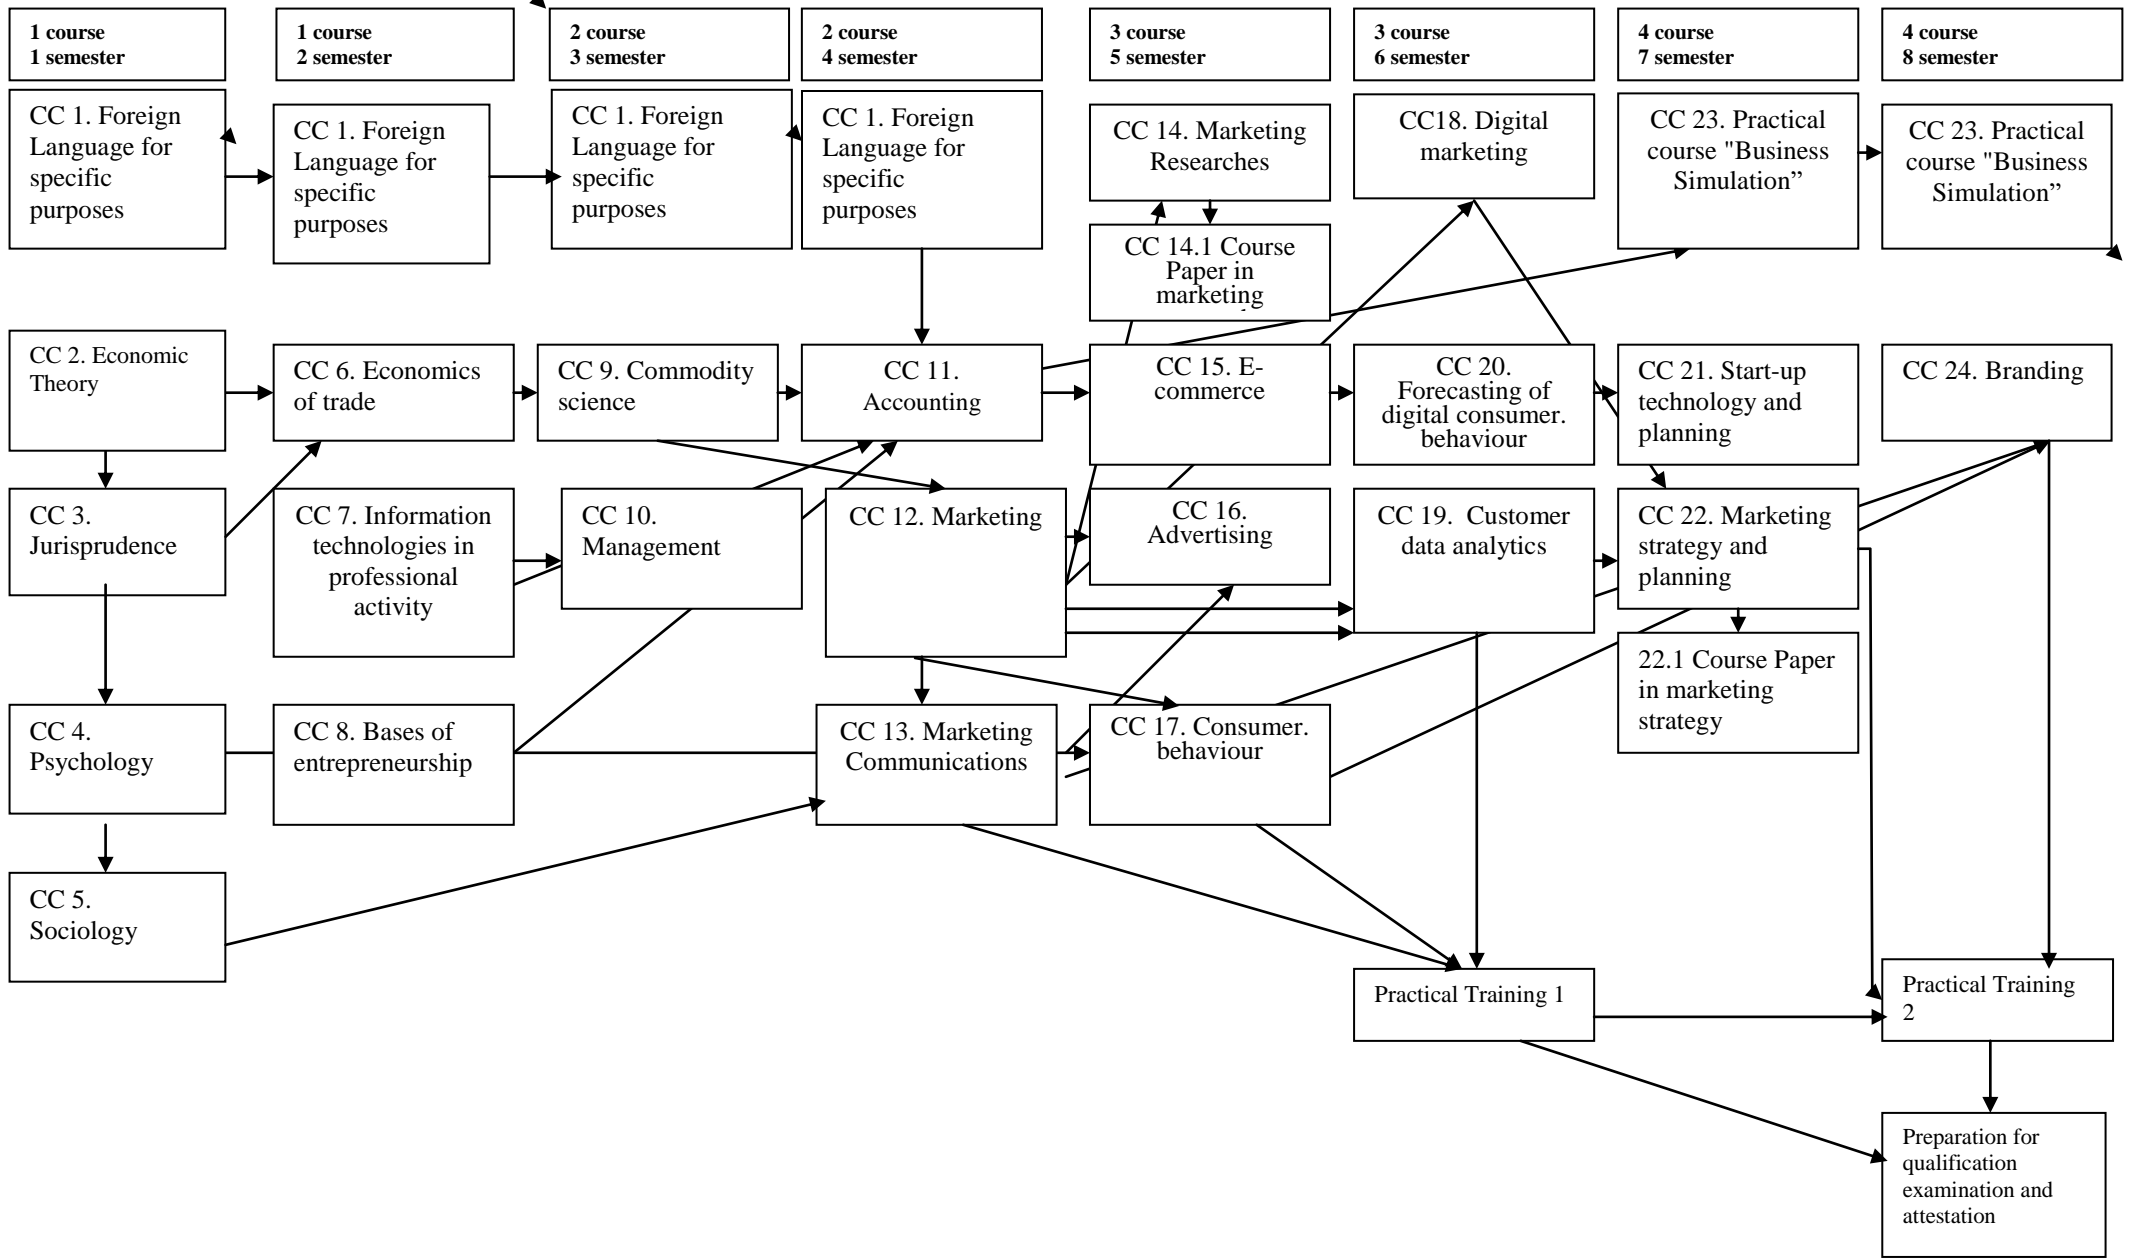 1 course
1 semester
1 course
2 semester
2 course
3 semester
2 course
4 semester
3 course
5 semester
3 course
6 semester
4 course
7 semester
4 course
8 semester
CC 1. Foreign
Language for
specific
purposes
CC 1. Foreign
Language for
specific
purposes
CC 1. Foreign
Language for
specific
purposes
CC 1. Foreign
Language for
specific
purposes
CC 14. Marketing
Researches
CC18. Digital
marketing
CC 23. Practical
course "Business
Simulation”
CC 23. Practical
course "Business
Simulation”
CC 14.1 Course
Paper in
marketing
CC 2. Economic
Theory
CC 6. Economics
of trade
CC 9. Commodity
science
CC 11.
Accounting
CC 15. E-
commerce
CC 20.
Forecasting of
digital consumer.
behaviour
CC 21. Start-up
technology and
planning
CC 24. Branding
CC 3.
Jurisprudence
CC 7. Information
technologies in
professional
activity
CC 10.
Management
CC 12. Marketing
CC 16.
Advertising
CC 19. Customer
data analytics
CC 22. Marketing
strategy and
planning
22.1 Course Paper
in marketing
strategy
CC 4.
Psychology
CC 8. Bases of
entrepreneurship
CC 13. Marketing
Communications
CC 17. Consumer.
behaviour
CC 5.
Sociology
Practical Training 1
Practical Training
2
Preparation for
qualification
examination and
attestation